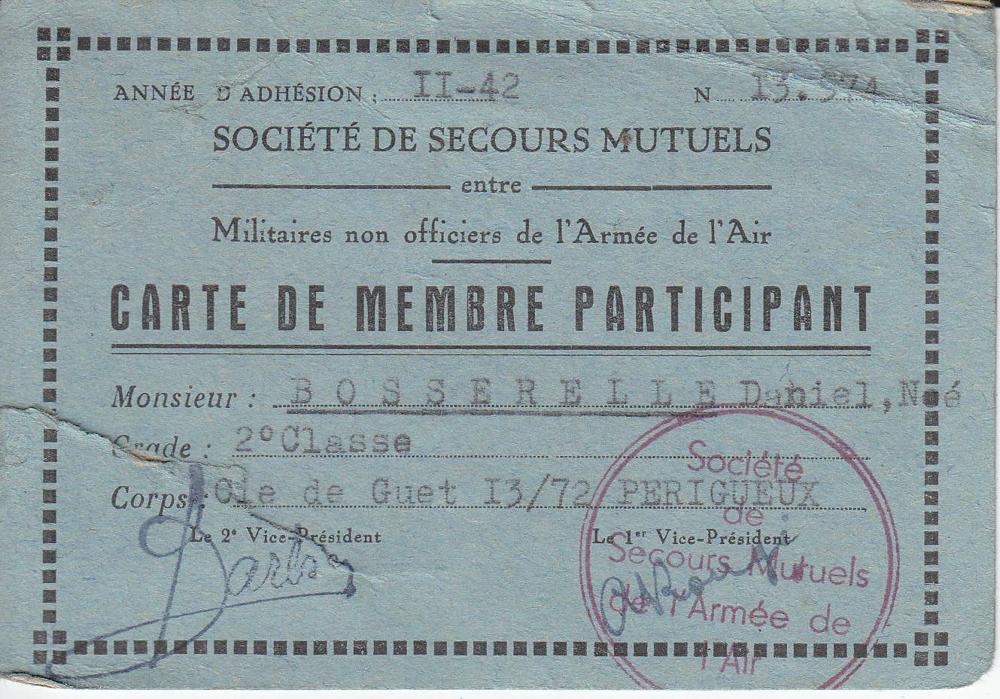 ANNÉE D'ADHÉSION : II-42 N 13.574
SOCIÉTÉ DE SECOURS MUTUELS
entre
Militaires non officiers de l'Armée de l'Air
CARTE DE MEMBRE PARTICIPANT
Monsieur : BOSSERELLE Daniel, Noé
Grade : 2° Classe
Corps : Cie de Guet I3/72 PERIGUEUX
Le 2e Vice-Président Le 1er Vice-Président
Société
de
Secours Mutuels
de l'Armée de
l'Air